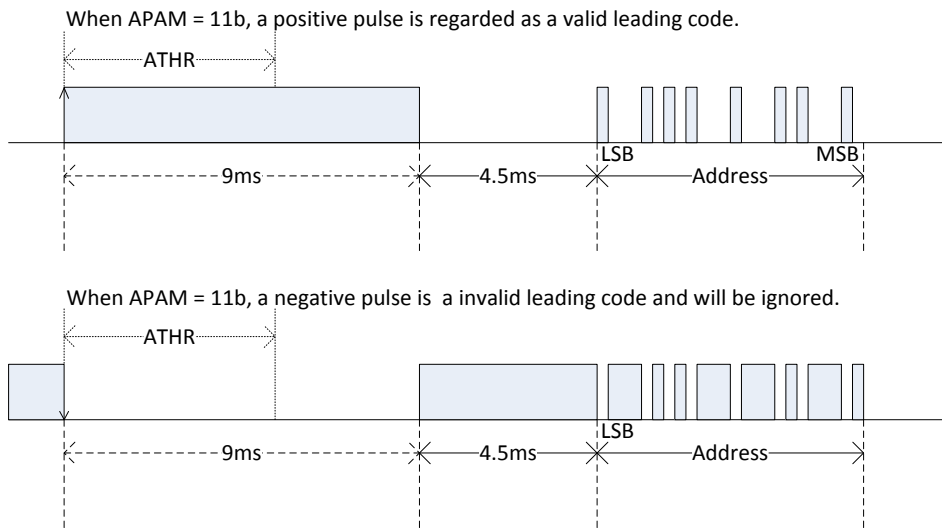 When APAM = 11b, a positive pulse is regarded as a valid leading code.
ATHR
LSB MSB
9ms 4.5ms Address
When APAM = 11b, a negative pulse is a invalid leading code and will be ignored.
ATHR
LSB
9ms 4.5ms Address